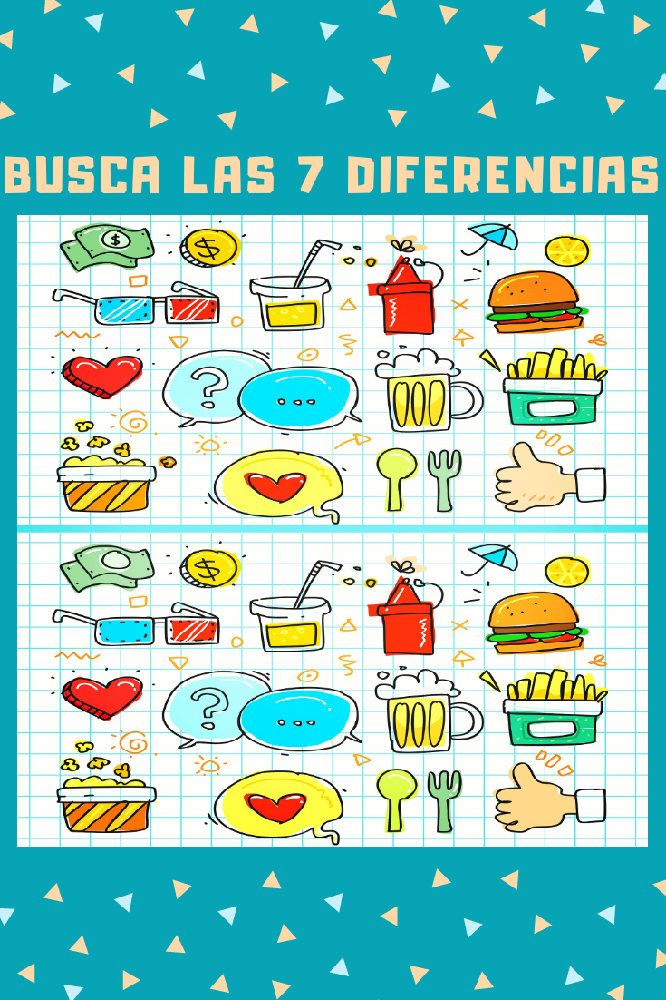 BUSCA LAS 7 DIFERENCIAS
$ $
? ...
$
? ...